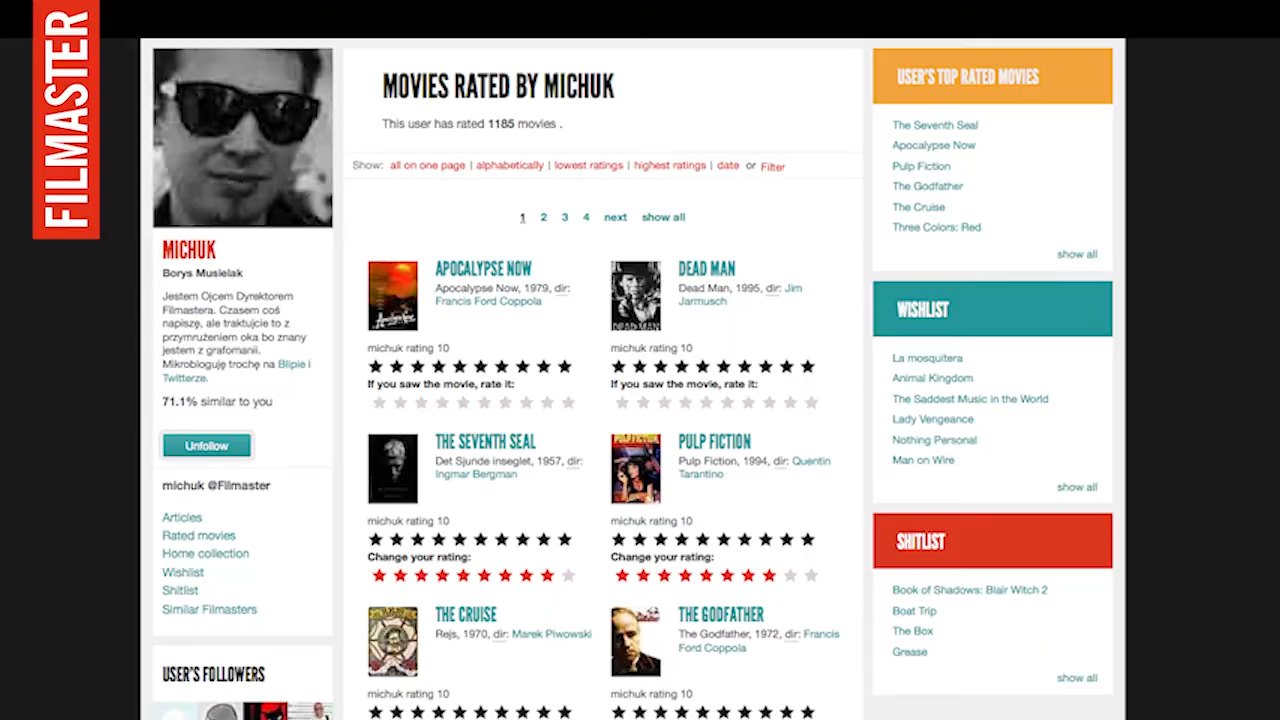 FILMASTER
MICHUK
Borys Musielak
Jestem Ojcem Dyrektorem
Filmastera. Czasem coś
napiszę, ale traktujcie to z
przymrużeniem oka bo znany
jestem z grafomanii.
Mikrobloguję trochę na Blipie i
Twitterze.
71.1% similar to you
Unfollow
michuk @Filmaster
Articles
Rated movies
Home collection
Wishlist
Shitlist
Similar Filmasters
USER'S FOLLOWERS
MOVIES RATED BY MICHUK
This user has rated 1185 movies .
Show: all on one page | alphabetically | lowest ratings | highest ratings | date or Filter
1 2 3 4 next show all
APOCALYPSE NOW
Apocalypse Now, 1979, dir:
Francis Ford Coppola
michuk rating 10
If you saw the movie, rate it:
DEAD MAN
Dead Man, 1995, dir: Jim
Jarmusch
DEAD MAN
michuk rating 10
If you saw the movie, rate it:
THE SEVENTH SEAL
Det Sjunde inseglet, 1957, dir:
Ingmar Bergman
michuk rating 10
Change your rating:
PULP FICTION
PULP FICTION
Pulp Fiction, 1994, dir: Quentin
Tarantino
michuk rating 10
Change your rating:
THE CRUISE
Rejs, 1970, dir: Marek Piwowski
michuk rating 10
THE GODFATHER
The Godfather, 1972, dir: Francis
Ford Coppola
michuk rating 10
USER'S TOP RATED MOVIES
The Seventh Seal
Apocalypse Now
Pulp Fiction
The Godfather
The Cruise
Three Colors: Red
show all
WISHLIST
La mosquitera
Animal Kingdom
The Saddest Music in the World
Lady Vengeance
Nothing Personal
Man on Wire
show all
SHITLIST
Book of Shadows: Blair Witch 2
Boat Trip
The Box
Grease
show all